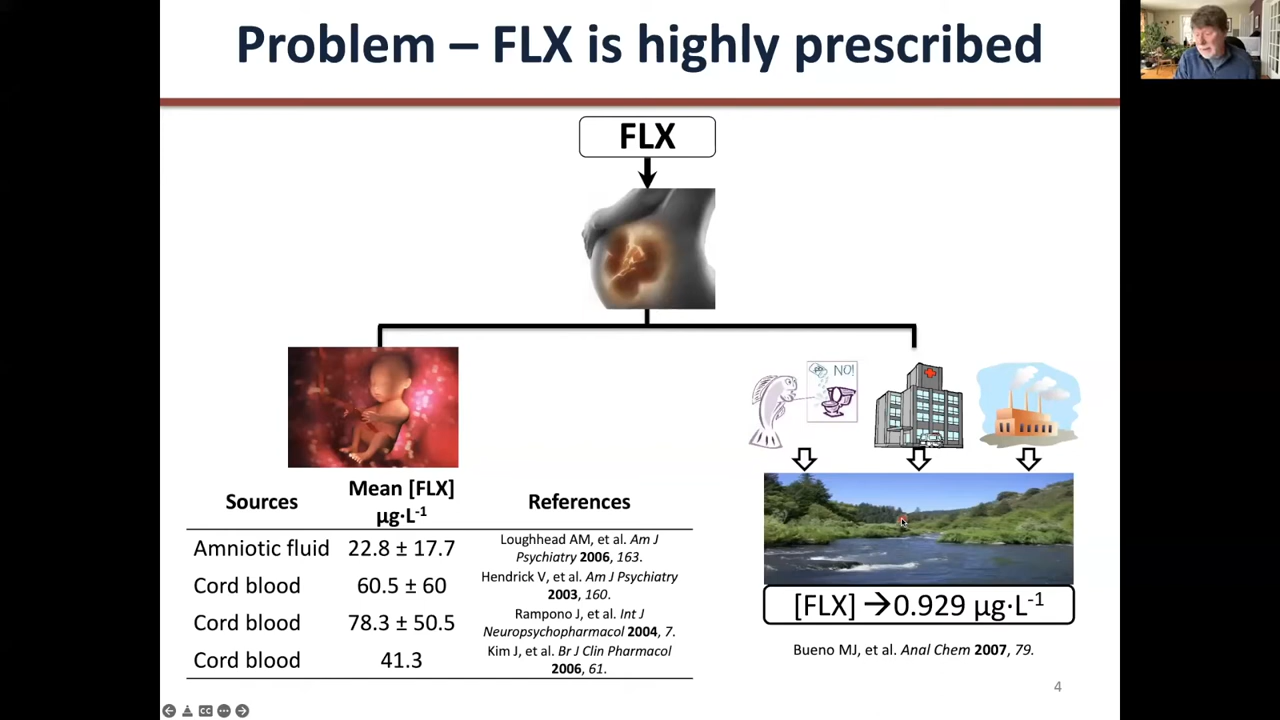 Problem – FLX is highly prescribed
FLX
NO!
Sources
Mean [FLX]
µg·L-1
References
Amniotic fluid
22.8 ± 17.7
Loughhead AM, et al. Am J
Psychiatry 2006, 163.
Cord blood
60.5 ± 60
Hendrick V, et al. Am J Psychiatry
2003, 160.
Cord blood
78.3 ± 50.5
Rampono J, et al. Int J
Neuropsychopharmacol 2004, 7.
Cord blood
41.3
Kim J, et al. Br J Clin Pharmacol
2006, 61.
[FLX] →0.929 µg·L-1
Bueno MJ, et al. Anal Chem 2007, 79.
4
CC